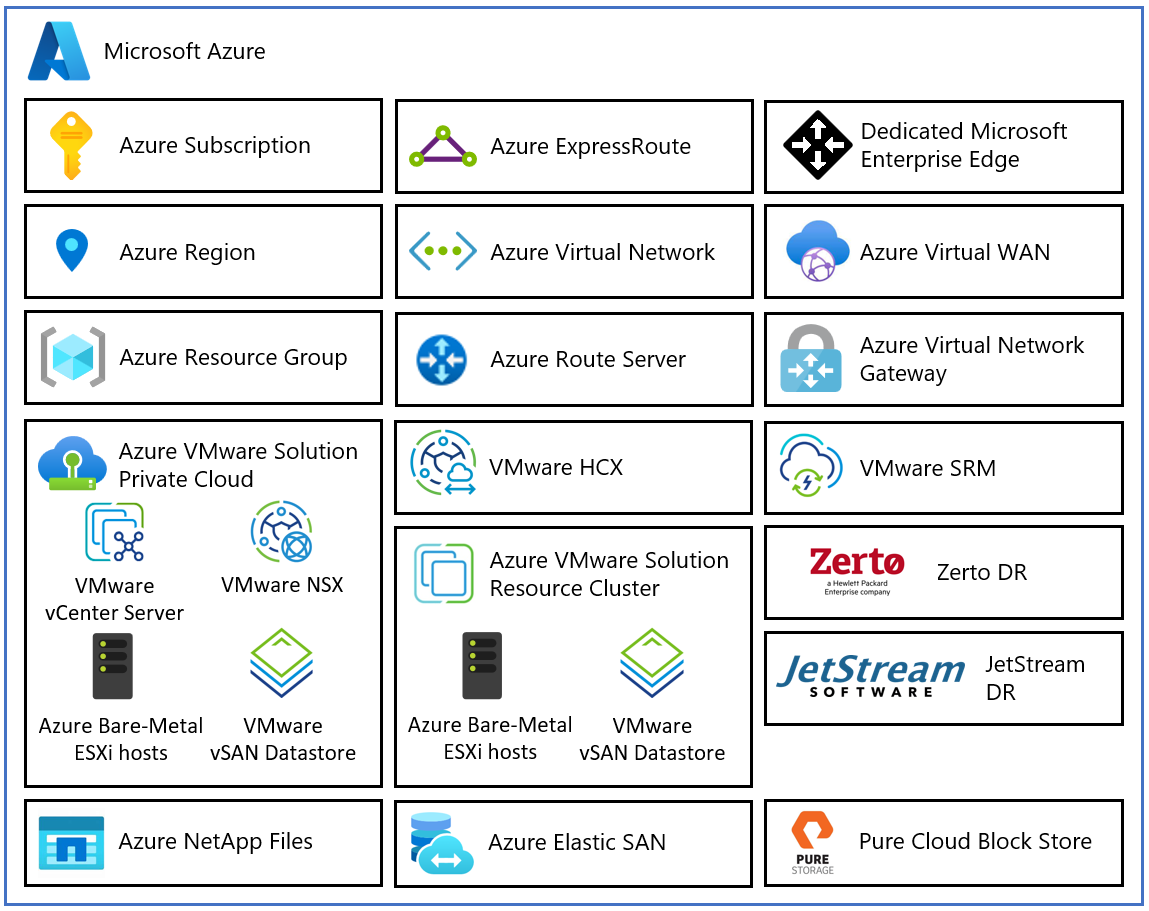 Microsoft Azure
Azure Subscription
Azure ExpressRoute
Dedicated Microsoft
Enterprise Edge
Azure Region
Azure Virtual Network
Azure Virtual WAN
Azure Resource Group
Azure Route Server
Azure Virtual Network
Gateway
Azure VMware Solution
Private Cloud
VMware
vCenter Server
VMware NSX
Azure Bare-Metal
ESXi hosts
VMware
vSAN Datastore
VMware HCX
Azure VMware Solution
Resource Cluster
Azure Bare-Metal
ESXi hosts
VMware
vSAN Datastore
VMware SRM
Zerto
a Hewlett Packard
Enterprise company
Zerto DR
JetStream
SOFTWARE
JetStream
DR
Azure NetApp Files
Azure Elastic SAN
PURE
STORAGE
Pure Cloud Block Store